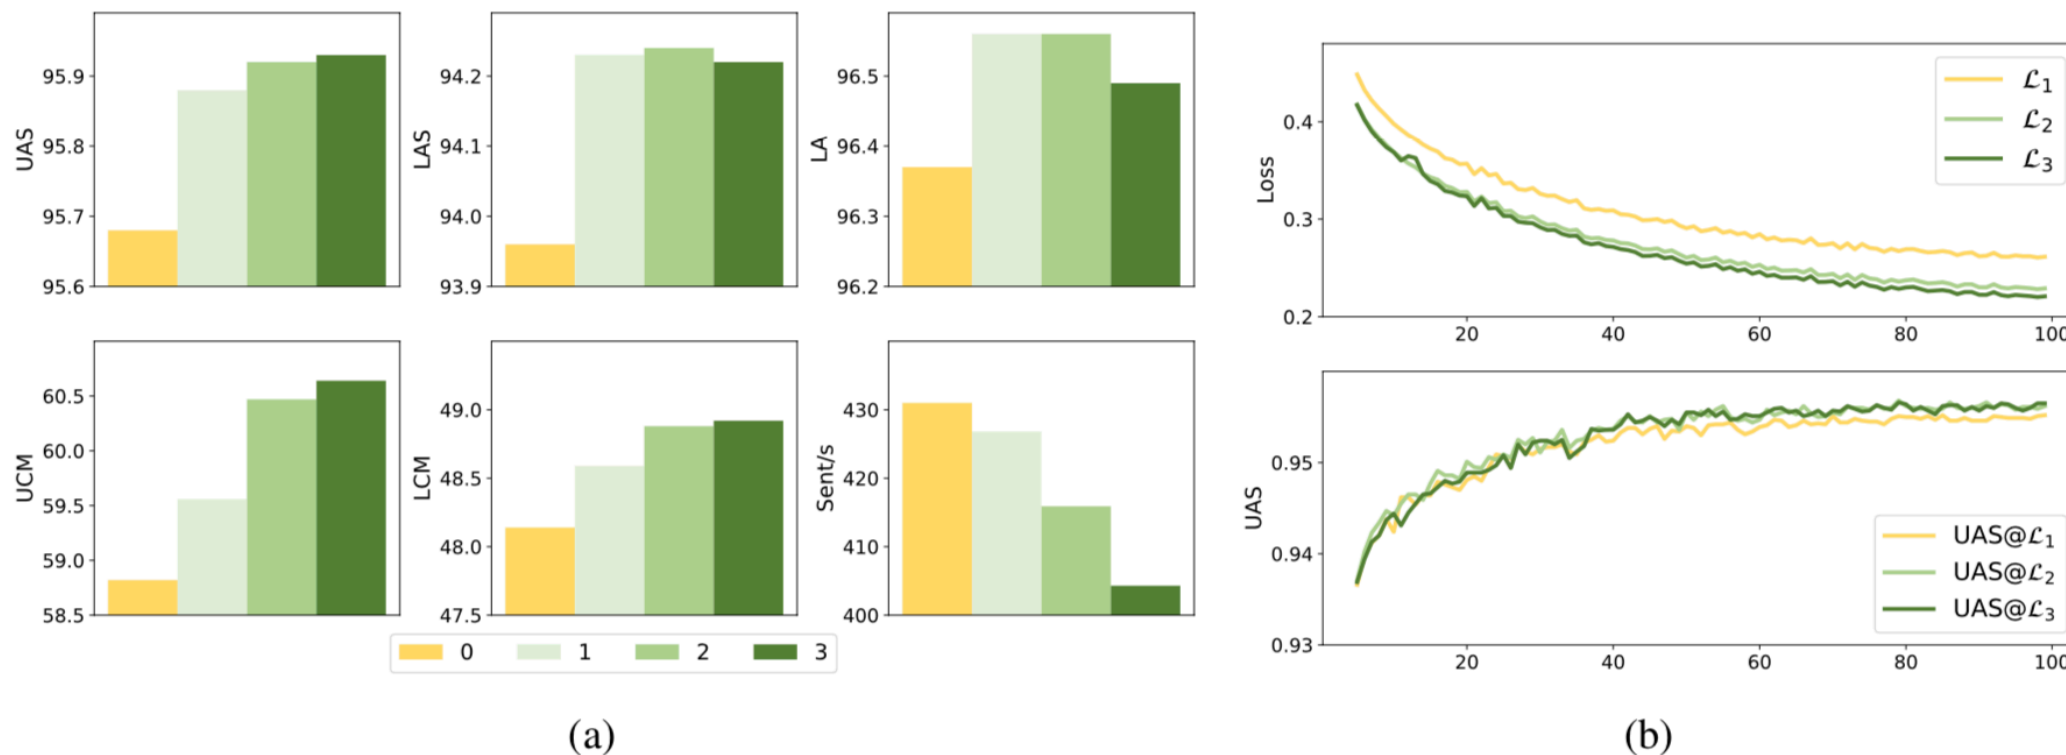 UAS
95.9
95.8
95.7
95.6
LAS
94.2
94.1
94.0
93.9
LA
96.5
96.4
96.3
96.2
UCM
60.5
60.0
59.5
59.0
58.5
LCM
49.0
48.5
48.0
47.5
Sent/s
430
420
410
400
0 1 2 3
(a)
Loss
0.4
0.3
0.2
20 40 60 80 100
ℒ₁
ℒ₂
ℒ₃
UAS
0.95
0.94
0.93
20 40 60 80 100
UAS@ℒ₁
UAS@ℒ₂
UAS@ℒ₃
(b)